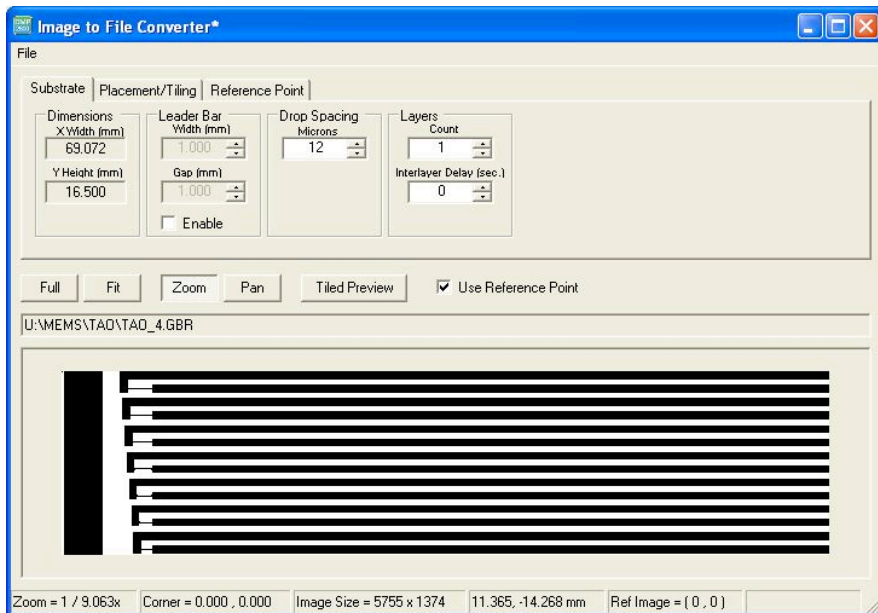 Image to File Converter*
File
Substrate Placement/Tiling Reference Point
Dimensions Leader Bar Drop Spacing Layers
X Width (mm) Width (mm) Microns Count
69.072 1.000 12 1
Y Height (mm) Gap (mm) Interlayer Delay (sec.)
16.500 1.000 0
Enable
Full Fit Zoom Pan Tiled Preview Use Reference Point
U:\MEMS\TAO\TAO_4.GBR
Zoom = 1 / 9.063x Corner = 0.000 , 0.000 Image Size = 5755 x 1374 11.365, -14.268 mm Ref Image = ( 0 , 0 )